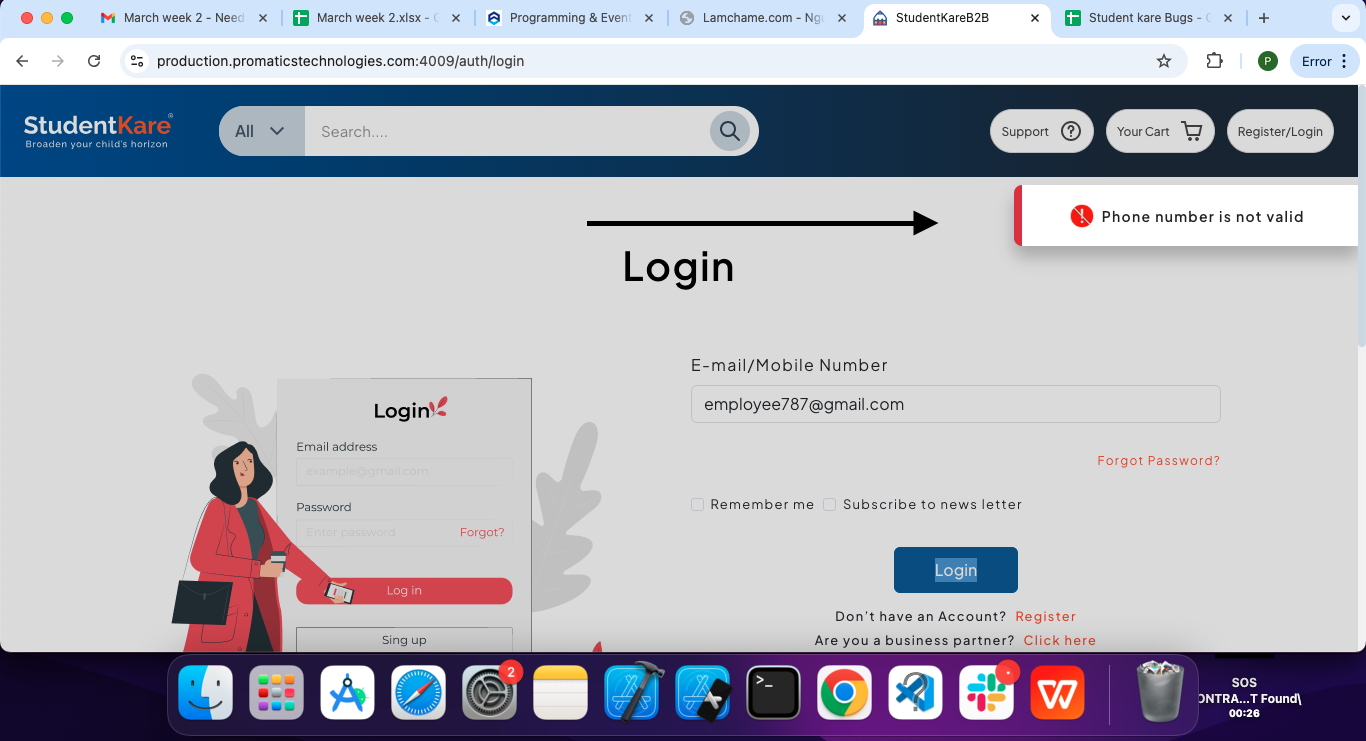 March week 2 - Need
March week 2.xlsx - G
Programming & Event
Lamchame.com - Ngu
StudentKareB2B
Student kare Bugs - G
production.promaticstechnologies.com:4009/auth/login
P
Error
StudentKare®
Broaden your child's horizon
All
Search....
Support
Your Cart
Register/Login
Phone number is not valid
Login
E-mail/Mobile Number
employee787@gmail.com
Forgot Password?
Remember me
Subscribe to news letter
Login
Don't have an Account? Register
Are you a business partner? Click here
Login
Email address
example@gmail.com
Password
Enter password
Forgot?
Log in
Sing up
2
SOS
ONTRA...T Found\
00:26